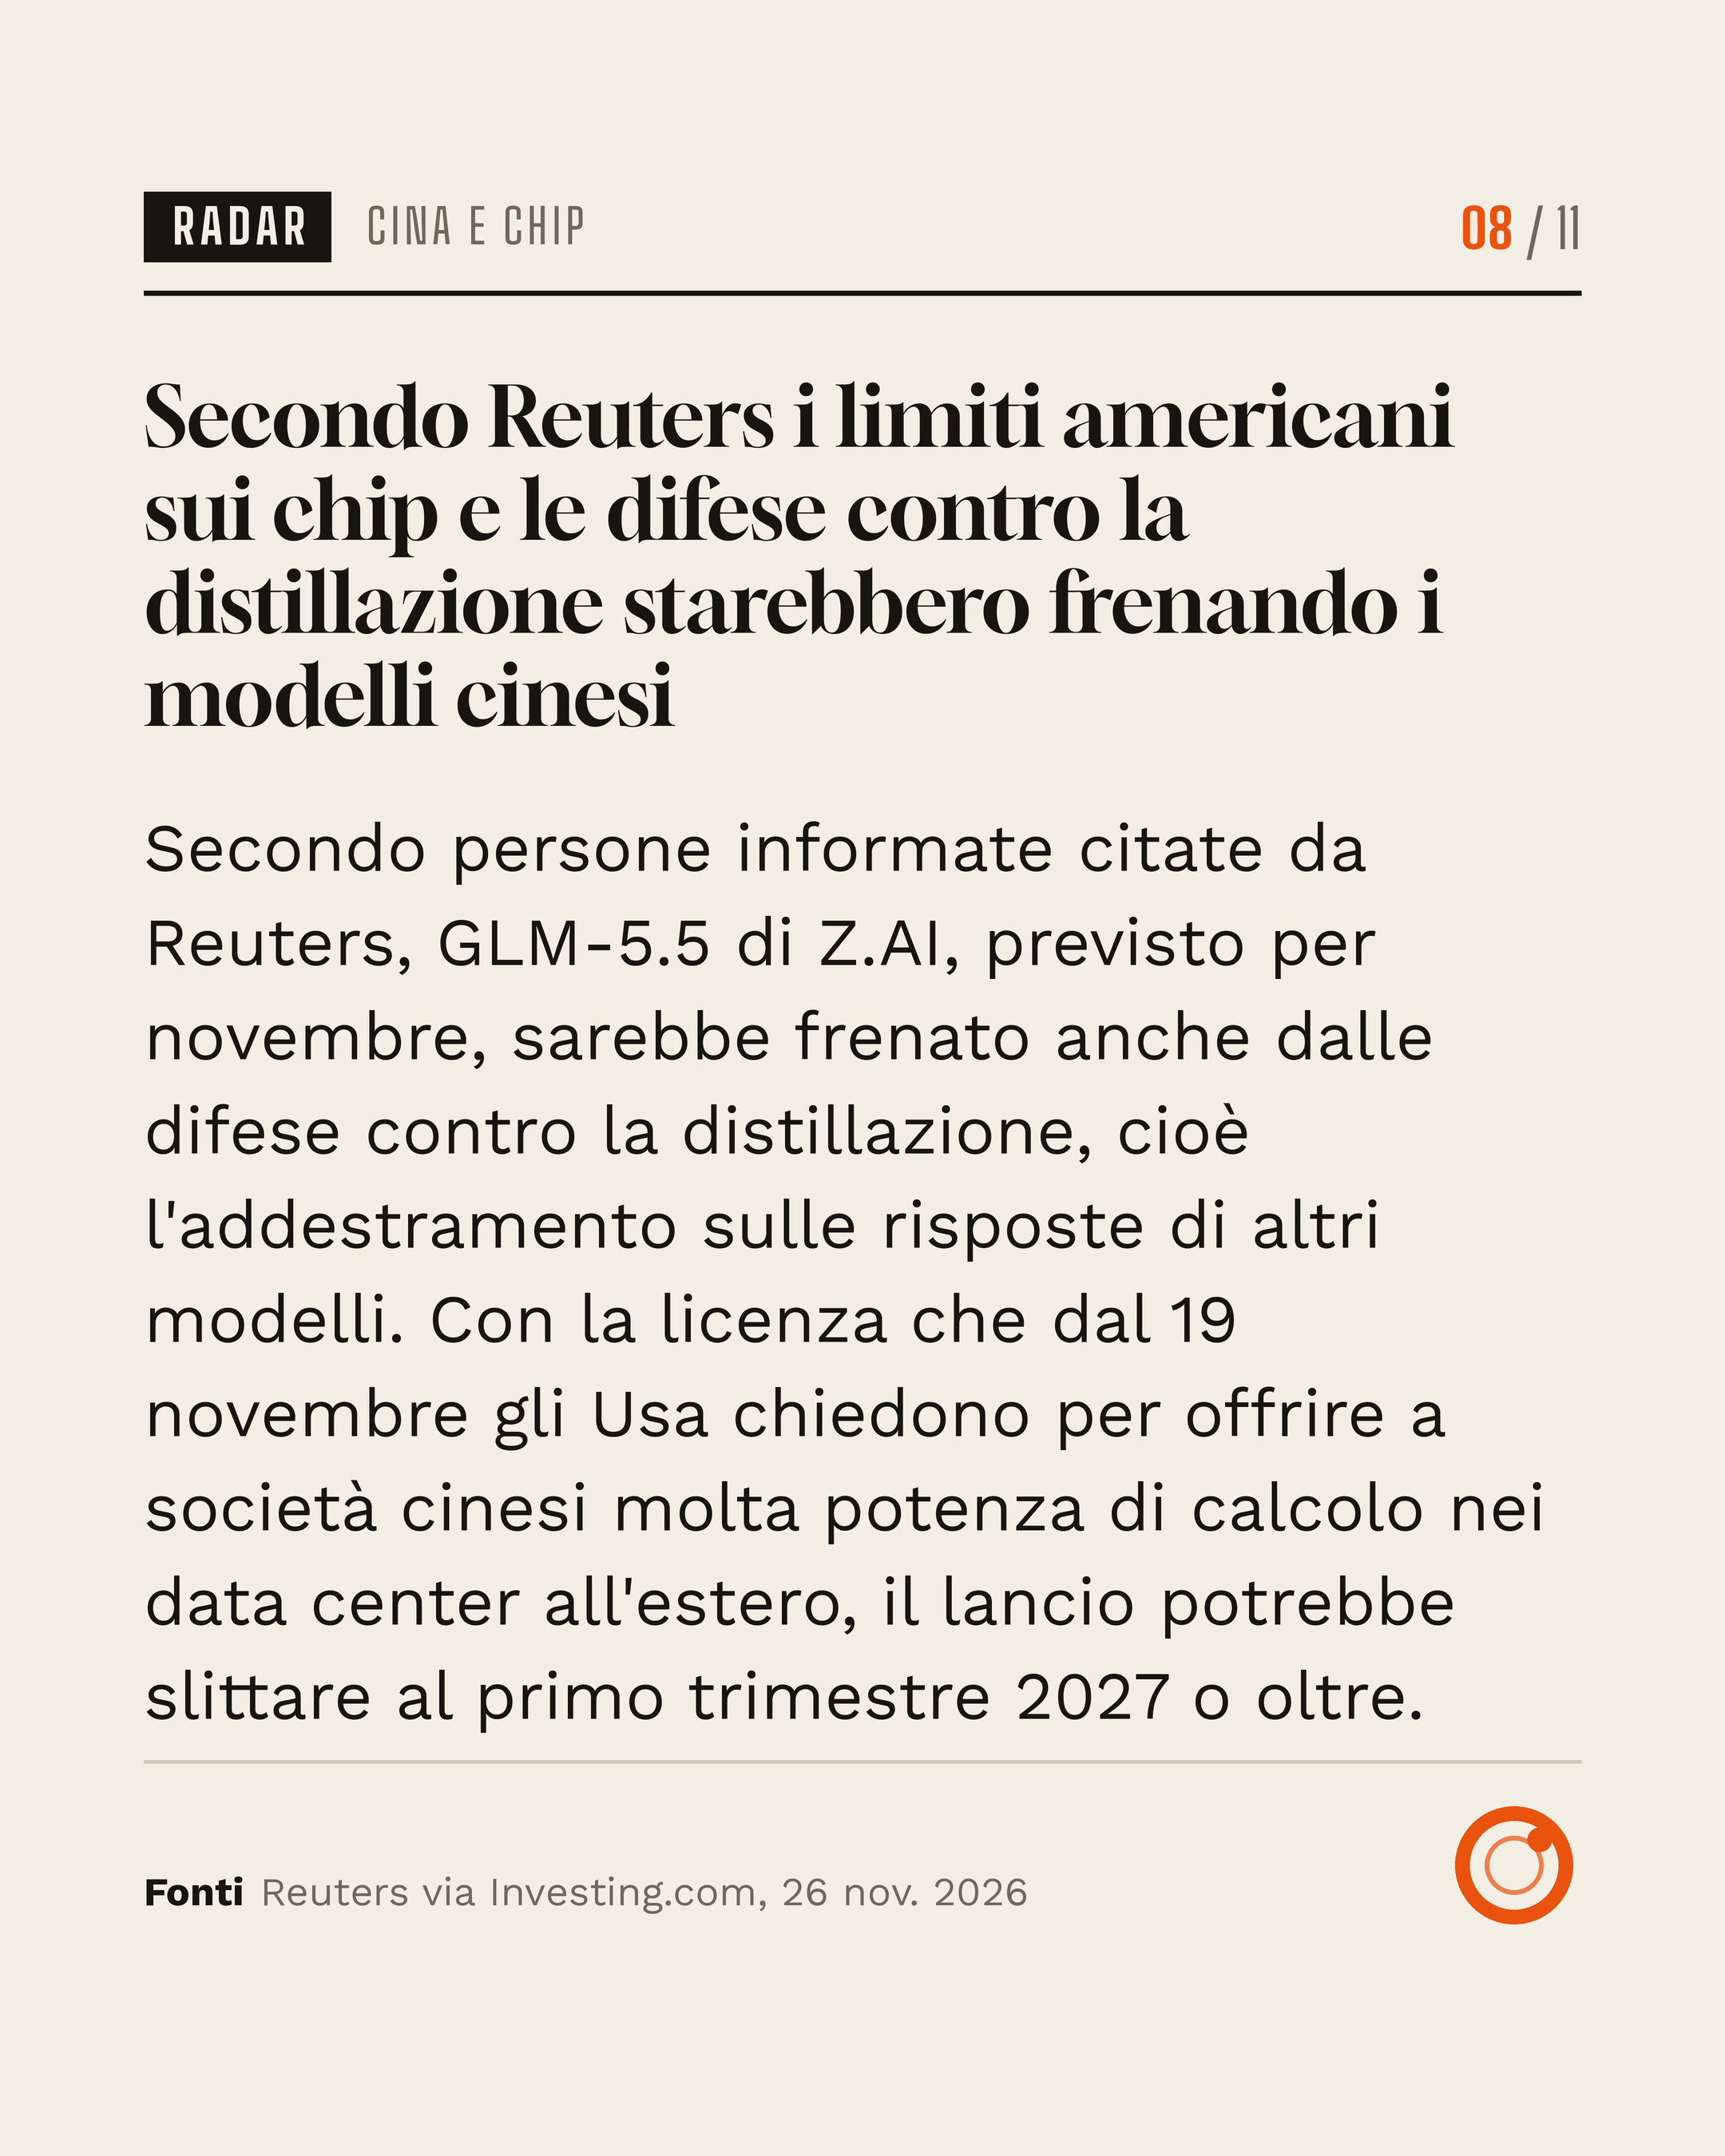 RADAR CINA E CHIP 08 / 11
Secondo Reuters i limiti americani
sui chip e le difese contro la
distillazione starebbero frenando i
modelli cinesi
Secondo persone informate citate da
Reuters, GLM-5.5 di Z.AI, previsto per
novembre, sarebbe frenato anche dalle
difese contro la distillazione, cioè
l'addestramento sulle risposte di altri
modelli. Con la licenza che dal 19
novembre gli Usa chiedono per offrire a
società cinesi molta potenza di calcolo nei
data center all'estero, il lancio potrebbe
slittare al primo trimestre 2027 o oltre.
Fonti Reuters via Investing.com, 26 nov. 2026